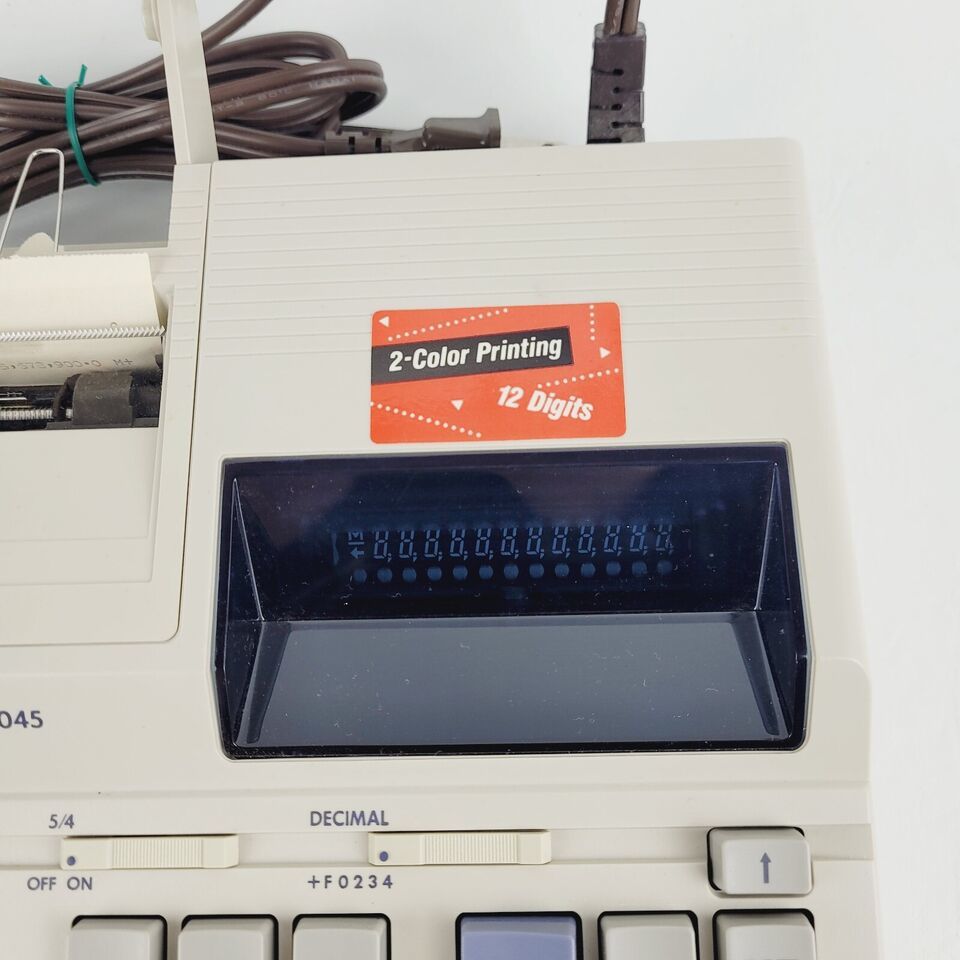 2-Color Printing
12 Digits
M+
045
5/4
DECIMAL
OFF ON
+F0234
↑